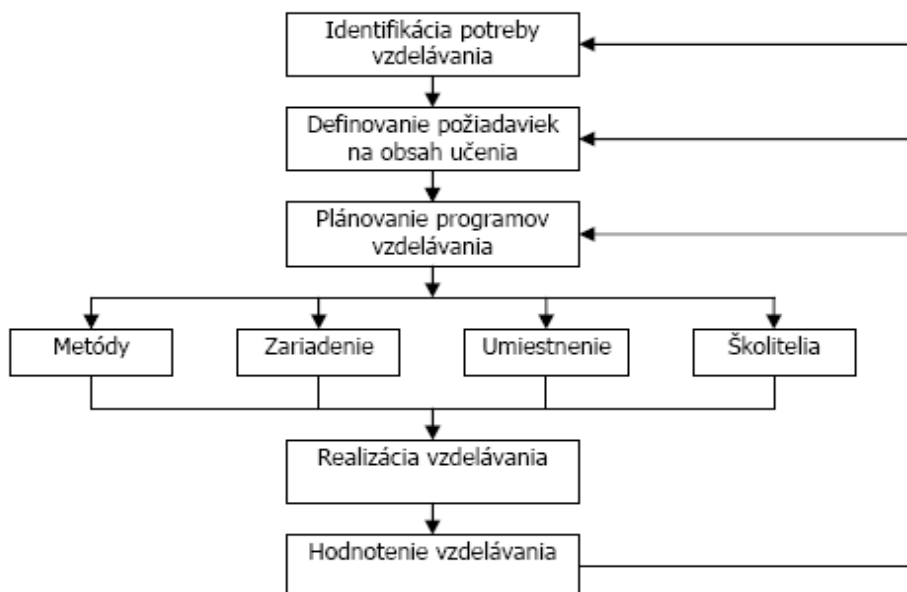 Identifikácia potreby
vzdelávania
Definovanie požiadaviek
na obsah učenia
Plánovanie programov
vzdelávania
Metódy
Zariadenie
Umiestnenie
Školitelia
Realizácia vzdelávania
Hodnotenie vzdelávania